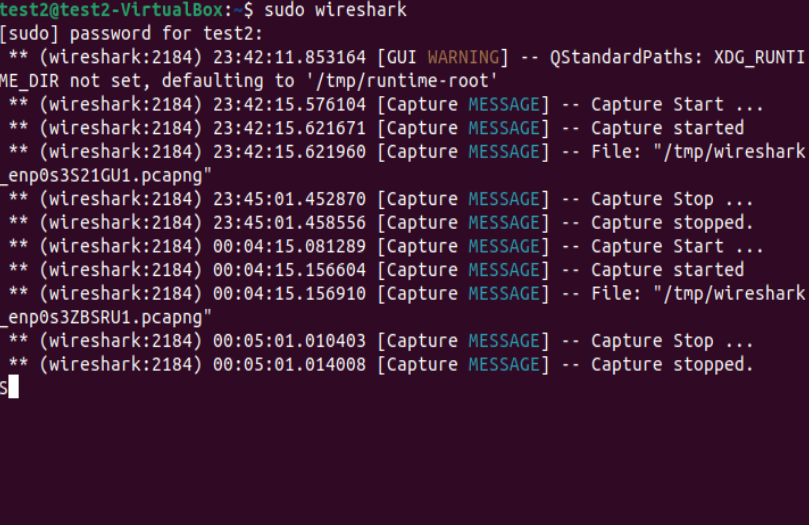 test2@test2-VirtualBox:~$ sudo wireshark
[sudo] password for test2:
 ** (wireshark:2184) 23:42:11.853164 [GUI WARNING] -- QStandardPaths: XDG_RUNTI
ME_DIR not set, defaulting to '/tmp/runtime-root'
 ** (wireshark:2184) 23:42:15.576104 [Capture MESSAGE] -- Capture Start ...
 ** (wireshark:2184) 23:42:15.621671 [Capture MESSAGE] -- Capture started
 ** (wireshark:2184) 23:42:15.621960 [Capture MESSAGE] -- File: "/tmp/wireshark
_enp0s3S21GU1.pcapng"
 ** (wireshark:2184) 23:45:01.452870 [Capture MESSAGE] -- Capture Stop ...
 ** (wireshark:2184) 23:45:01.458556 [Capture MESSAGE] -- Capture stopped.
 ** (wireshark:2184) 00:04:15.081289 [Capture MESSAGE] -- Capture Start ...
 ** (wireshark:2184) 00:04:15.156604 [Capture MESSAGE] -- Capture started
 ** (wireshark:2184) 00:04:15.156910 [Capture MESSAGE] -- File: "/tmp/wireshark
_enp0s3ZBSRU1.pcapng"
 ** (wireshark:2184) 00:05:01.010403 [Capture MESSAGE] -- Capture Stop ...
 ** (wireshark:2184) 00:05:01.014008 [Capture MESSAGE] -- Capture stopped.
S